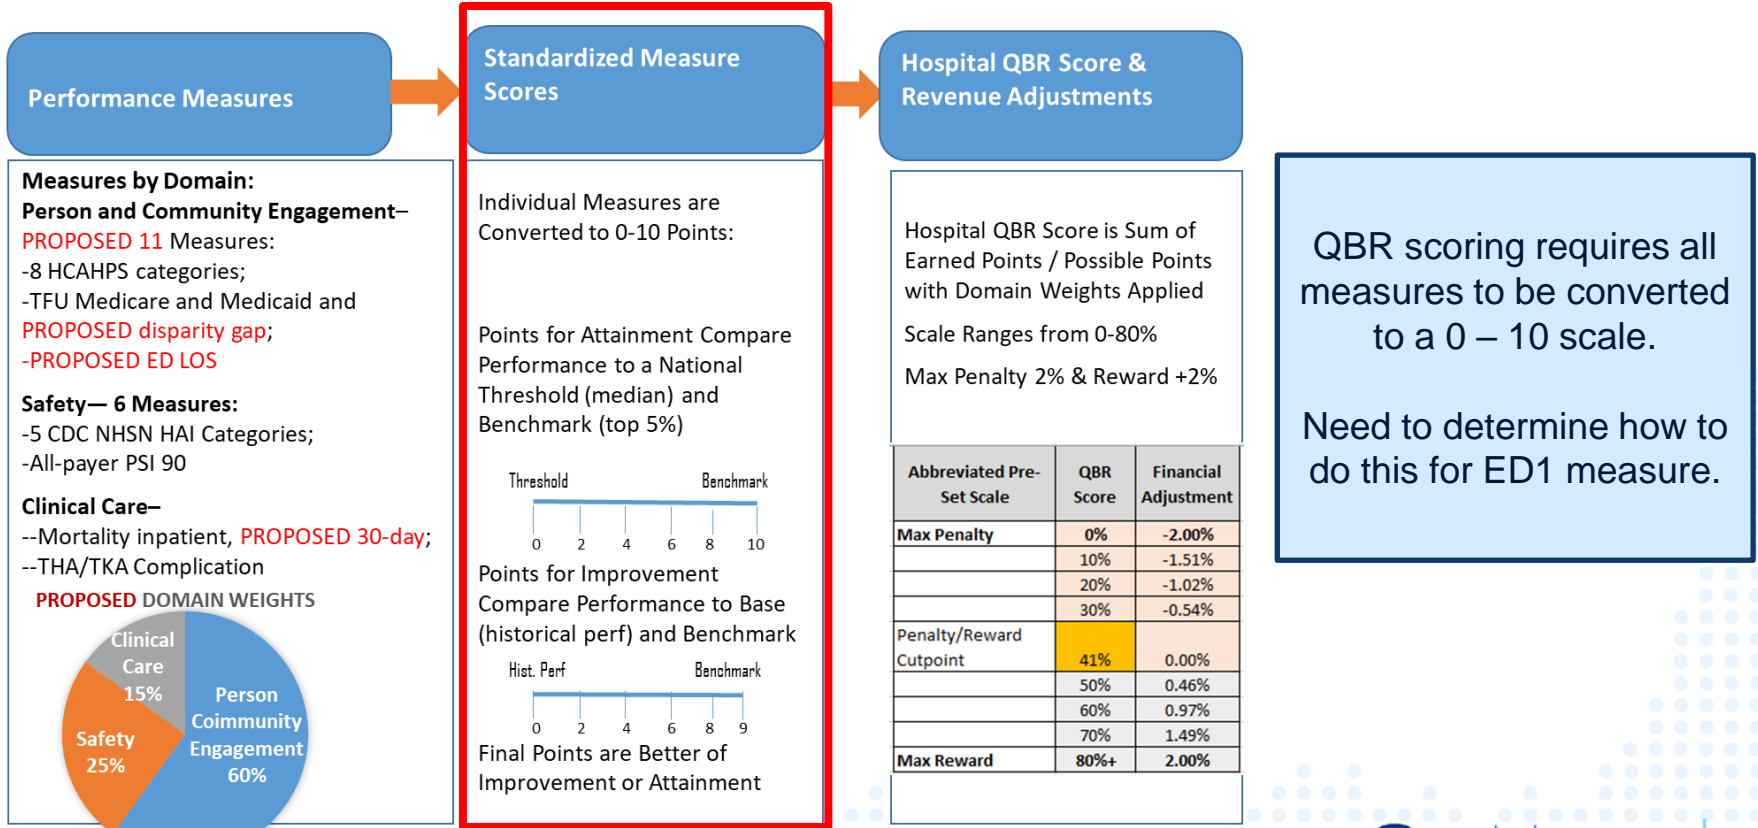 Performance Measures
Measures by Domain:
Person and Community Engagement–
PROPOSED 11 Measures:
-8 HCAHPS categories;
-TFU Medicare and Medicaid and
PROPOSED disparity gap;
-PROPOSED ED LOS
Safety— 6 Measures:
-5 CDC NHSN HAI Categories;
-All-payer PSI 90
Clinical Care–
--Mortality inpatient, PROPOSED 30-day;
--THA/TKA Complication
PROPOSED DOMAIN WEIGHTS
Clinical
Care
15%
Safety
25%
Person
Coimmunity
Engagement
60%
Standardized Measure
Scores
Individual Measures are
Converted to 0-10 Points:
Points for Attainment Compare
Performance to a National
Threshold (median) and
Benchmark (top 5%)
Threshold Benchmark
0 2 4 6 8 10
Points for Improvement
Compare Performance to Base
(historical perf) and Benchmark
Hist. Perf Benchmark
0 2 4 6 8 9
Final Points are Better of
Improvement or Attainment
Hospital QBR Score &
Revenue Adjustments
Hospital QBR Score is Sum of
Earned Points / Possible Points
with Domain Weights Applied
Scale Ranges from 0-80%
Max Penalty 2% & Reward +2%
Abbreviated Pre-
Set Scale
QBR
Score
Financial
Adjustment
Max Penalty 0% -2.00%
10% -1.51%
20% -1.02%
30% -0.54%
Penalty/Reward
Cutpoint 41% 0.00%
50% 0.46%
60% 0.97%
70% 1.49%
Max Reward 80%+ 2.00%
QBR scoring requires all
measures to be converted
to a 0 – 10 scale.
Need to determine how to
do this for ED1 measure.